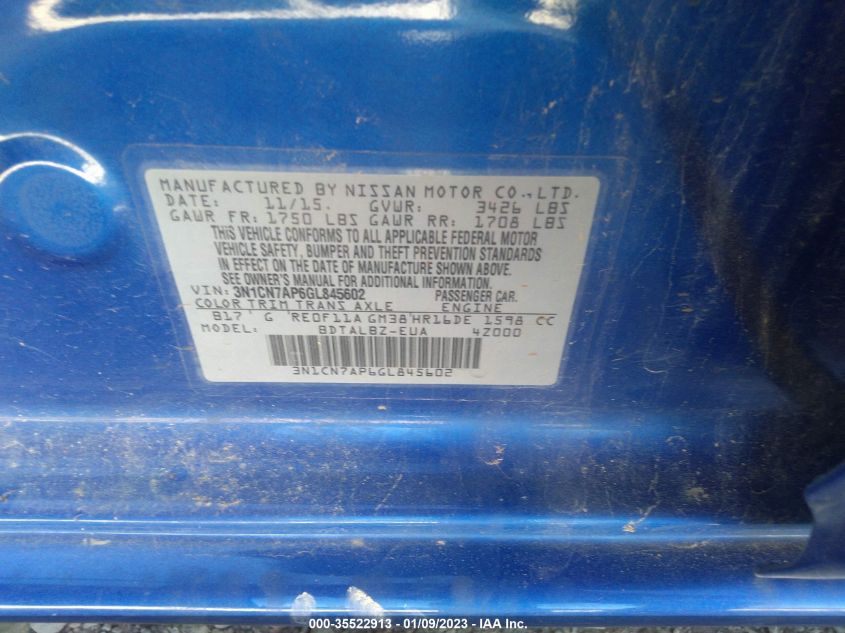 MANUFACTURED BY NISSAN MOTOR CO., LTD.
DATE: 11/15. GVWR: 3426 LBS
GAWR FR: 1750 LBS GAWR RR: 1708 LBS
THIS VEHICLE CONFORMS TO ALL APPLICABLE FEDERAL MOTOR
VEHICLE SAFETY, BUMPER AND THEFT PREVENTION STANDARDS
IN EFFECT ON THE DATE OF MANUFACTURE SHOWN ABOVE.
SEE OWNER'S MANUAL FOR ADDITIONAL INFORMATION.
VIN: 3N1CN7AP6GL845602 PASSENGER CAR.
COLOR TRIM TRANS AXLE ENGINE
B17 G RE0F11A GM38 HR16DE 1598 CC
MODEL: BDTALBZ-EUA 4Z000
3N1CN7AP6GL845602
000-35522913 - 01/09/2023 - IAA Inc.